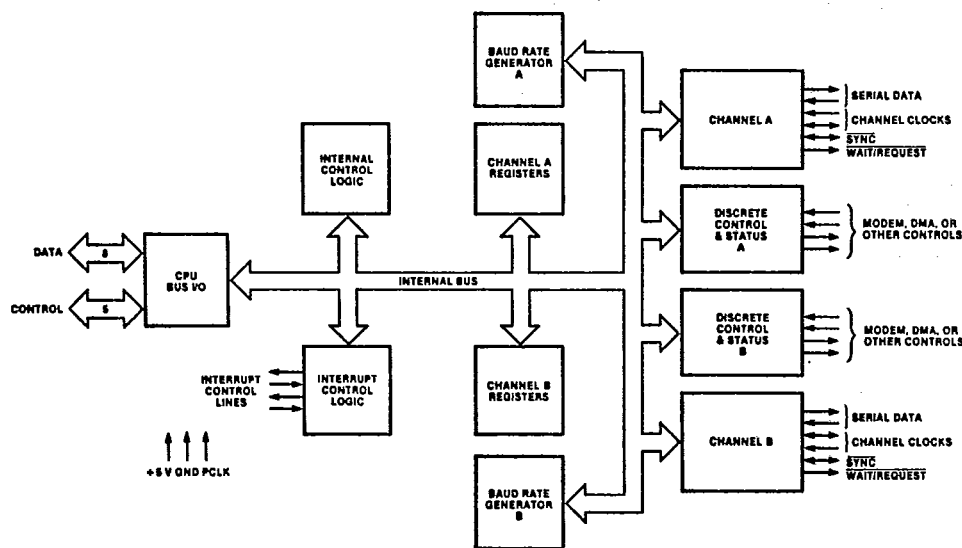 BAUD RATE
GENERATOR
A
CHANNEL A
SERIAL DATA
CHANNEL CLOCKS
SYNC
WAIT/REQUEST
INTERNAL
CONTROL
LOGIC
CHANNEL A
REGISTERS
DISCRETE
CONTROL
& STATUS
A
MODEM, DMA, OR
OTHER CONTROLS
DATA
8
CPU
BUS I/O
INTERNAL BUS
CONTROL
5
DISCRETE
CONTROL
& STATUS
B
MODEM, DMA, OR
OTHER CONTROLS
INTERRUPT
CONTROL
LINES
INTERRUPT
CONTROL
LOGIC
CHANNEL B
REGISTERS
CHANNEL B
SERIAL DATA
CHANNEL CLOCKS
SYNC
WAIT/REQUEST
+5 V GND PCLK
BAUD RATE
GENERATOR
B